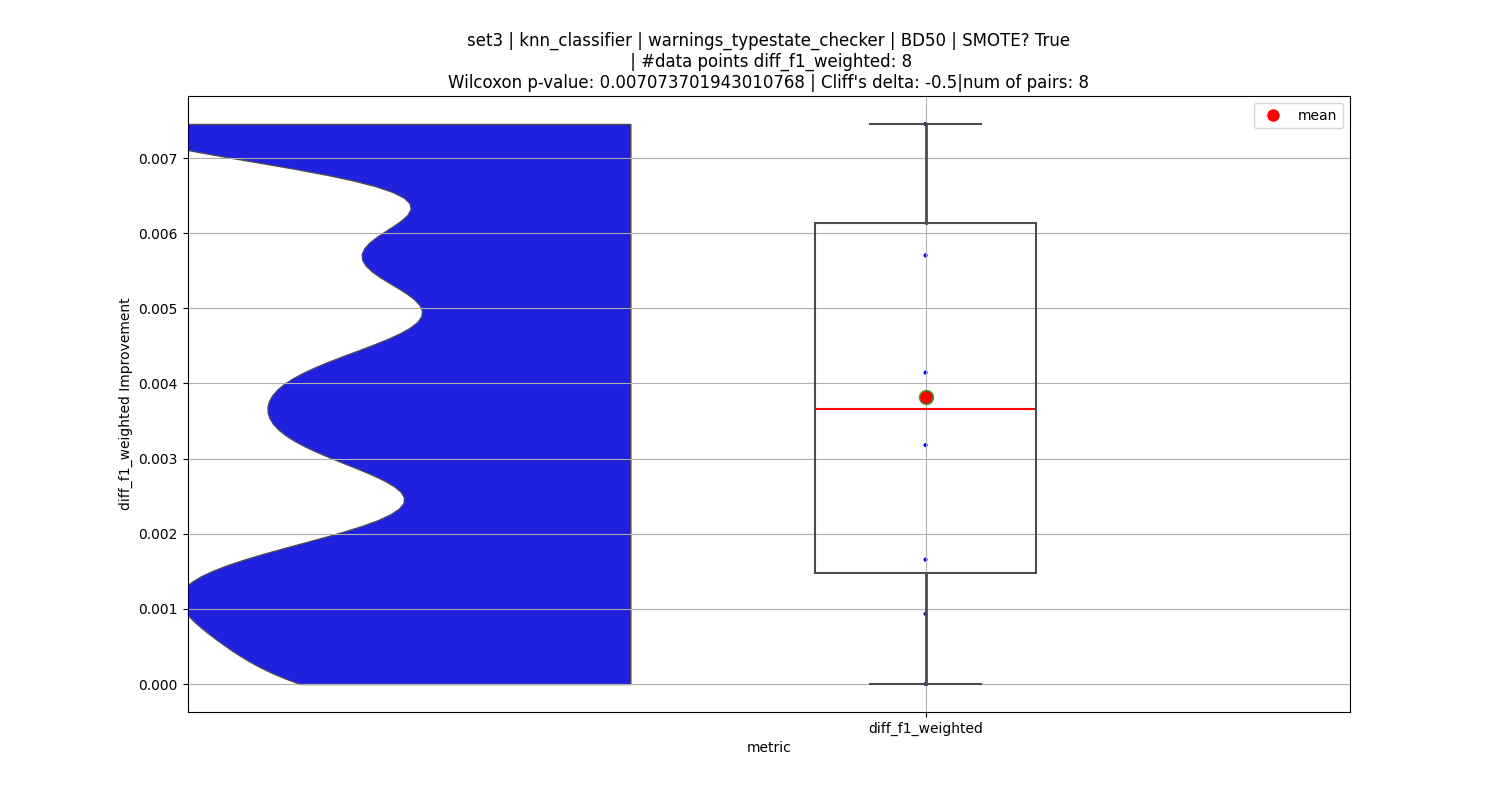 set3 | knn_classifier | warnings_typestate_checker | BD50 | SMOTE? True
| #data points diff_f1_weighted: 8
Wilcoxon p-value: 0.007073701943010768 | Cliff's delta: -0.5|num of pairs: 8
mean
0.007
0.006
0.005
0.004
0.003
0.002
0.001
0.000
diff_f1_weighted Improvement
diff_f1_weighted
metric